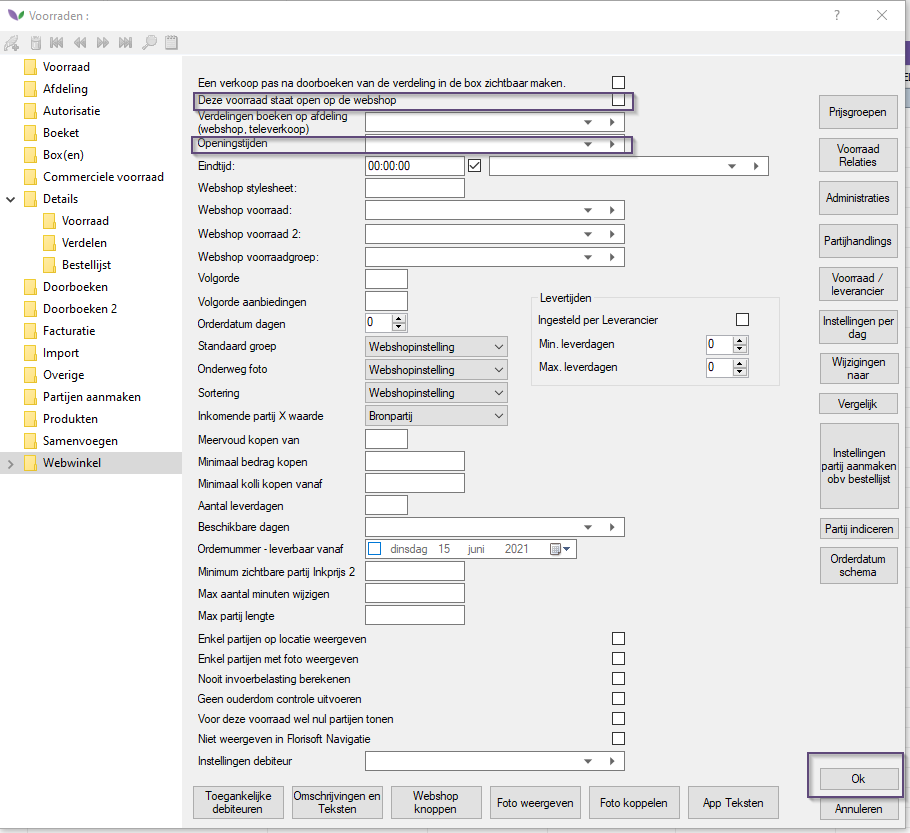 Voorraden :
?
Voorraad
Afdeling
Autorisatie
Boeket
Box(en)
Commerciele voorraad
Details
Voorraad
Verdelen
Bestellijst
Doorboeken
Doorboeken 2
Facturatie
Import
Overige
Partijen aanmaken
Producten
Samenvoegen
Webwinkel
Een verkoop pas na doorboeken van de verdeling in de box zichtbaar maken.
Deze voorraad staat open op de webshop
Verdelingen boeken op afdeling
(webshop, televerkoop)
Openingstijden
Eindtijd: 00:00:00
Webshop stylesheet:
Webshop voorraad:
Webshop voorraad 2:
Webshop voorraadgroep:
Volgorde
Volgorde aanbiedingen
Orderdatum dagen 0
Standaard groep Webshopinstelling
Onderweg foto Webshopinstelling
Sortering Webshopinstelling
Inkomende partij X waarde Bronpartij
Levertijden
Ingesteld per Leverancier
Min. leverdagen 0
Max. leverdagen 0
Meervoud kopen van
Minimaal bedrag kopen
Minimaal kolli kopen vanaf
Aantal leverdagen
Beschikbare dagen
Ordernummer - leverbaar vanaf dinsdag 15 juni 2021
Minimum zichtbare partij Inkprijs 2
Max aantal minuten wijzigen
Max partij lengte
Enkel partijen op locatie weergeven
Enkel partijen met foto weergeven
Nooit invoerbelasting berekenen
Geen ouderdom controle uitvoeren
Voor deze voorraad wel nul partijen tonen
Niet weergeven in Florisoft Navigatie
Instellingen debiteur
Toegankelijke
debiteuren
Omschrijvingen en
Teksten
Webshop
knoppen
Foto weergeven
Foto koppelen
App Teksten
Prijsgroepen
Voorraad
Relaties
Administraties
Partijhandlings
Voorraad /
leverancier
Instellingen per
dag
Wijzigingen
naar
Vergelijk
Instellingen
partij aanmaken
obv bestellijst
Partij indiceren
Orderdatum
schema
Ok
Annuleren